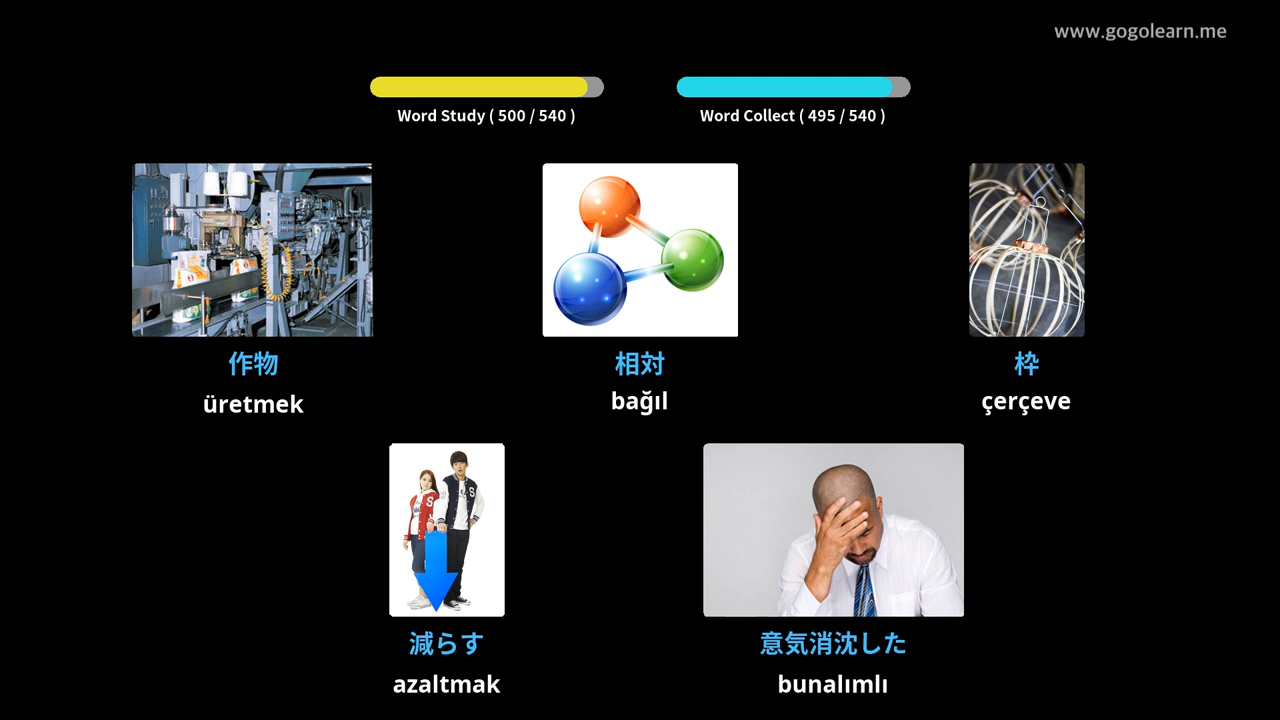 www.gogolearn.me
Word Study ( 500 / 540 )
Word Collect ( 495 / 540 )
作物
üretmek
相対
bağıl
枠
çerçeve
減らす
azaltmak
意気消沈した
bunalımlı